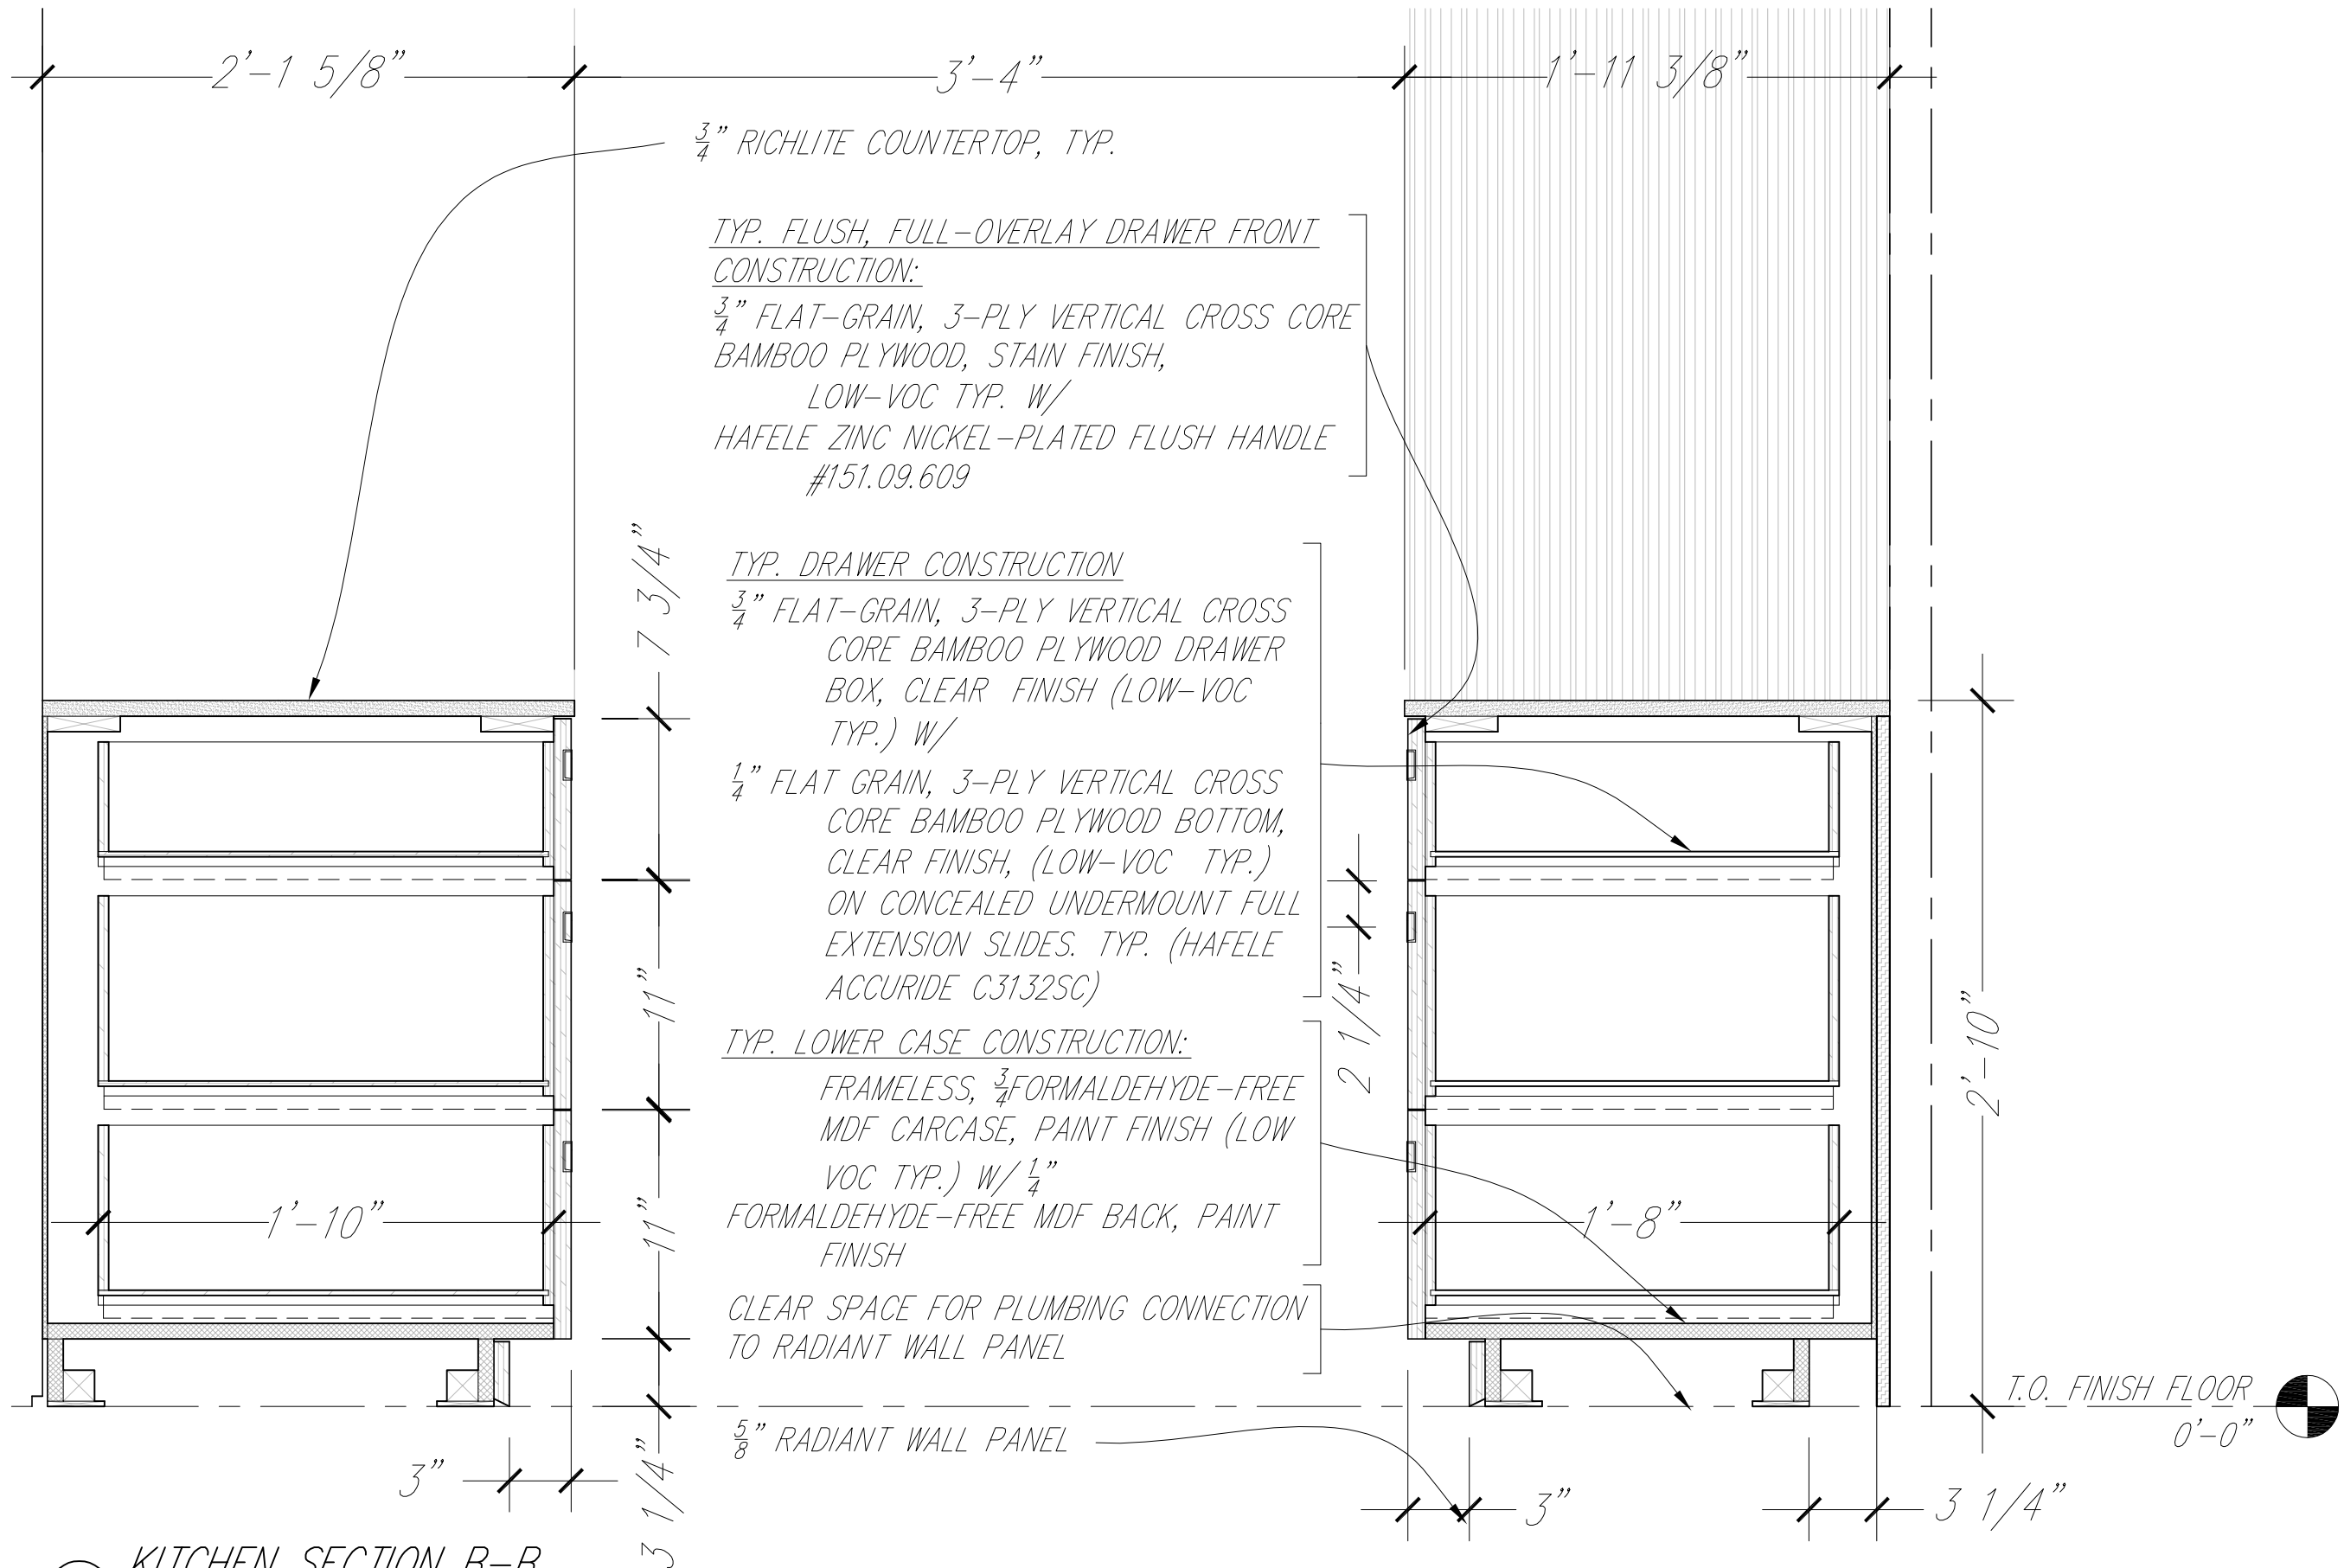 2'-1 5/8"
3'-4"
1'-11 3/8"
3/4" RICHLITE COUNTERTOP, TYP.
TYP. FLUSH, FULL-OVERLAY DRAWER FRONT
CONSTRUCTION:
3/4" FLAT-GRAIN, 3-PLY VERTICAL CROSS CORE
BAMBOO PLYWOOD, STAIN FINISH,
LOW-VOC TYP. W/
HAFELE ZINC NICKEL-PLATED FLUSH HANDLE
#151.09.609
7 3/4"
TYP. DRAWER CONSTRUCTION
3/4" FLAT-GRAIN, 3-PLY VERTICAL CROSS
CORE BAMBOO PLYWOOD DRAWER
BOX, CLEAR FINISH (LOW-VOC
TYP.) W/
1/4" FLAT GRAIN, 3-PLY VERTICAL CROSS
CORE BAMBOO PLYWOOD BOTTOM,
CLEAR FINISH, (LOW-VOC TYP.)
ON CONCEALED UNDERMOUNT FULL
EXTENSION SLIDES. TYP. (HAFELE
ACCURIDE C3132SC)
11"
2 1/4"
2'-10"
TYP. LOWER CASE CONSTRUCTION:
FRAMELESS, 3/4FORMALDEHYDE-FREE
MDF CARCASE, PAINT FINISH (LOW
VOC TYP.) W/ 1/4"
FORMALDEHYDE-FREE MDF BACK, PAINT
FINISH
1'-10"
11"
1'-8"
CLEAR SPACE FOR PLUMBING CONNECTION
TO RADIANT WALL PANEL
T.O. FINISH FLOOR
0'-0"
5/8" RADIANT WALL PANEL
3"
3 1/4"
3"
3 1/4"
KITCHEN SECTION B-B